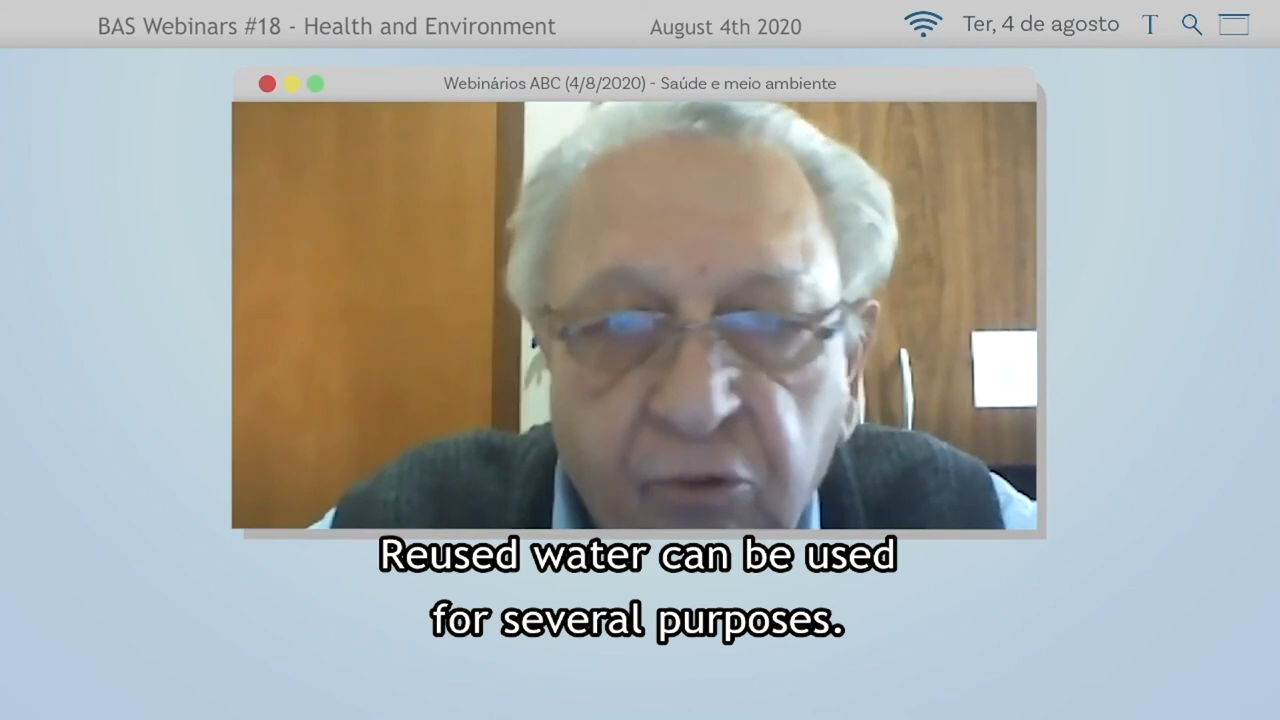 BAS Webinars #18 - Health and Environment
August 4th 2020
Ter, 4 de agosto
T
Webinários ABC (4/8/2020) - Saúde e meio ambiente
Reused water can be used
for several purposes.